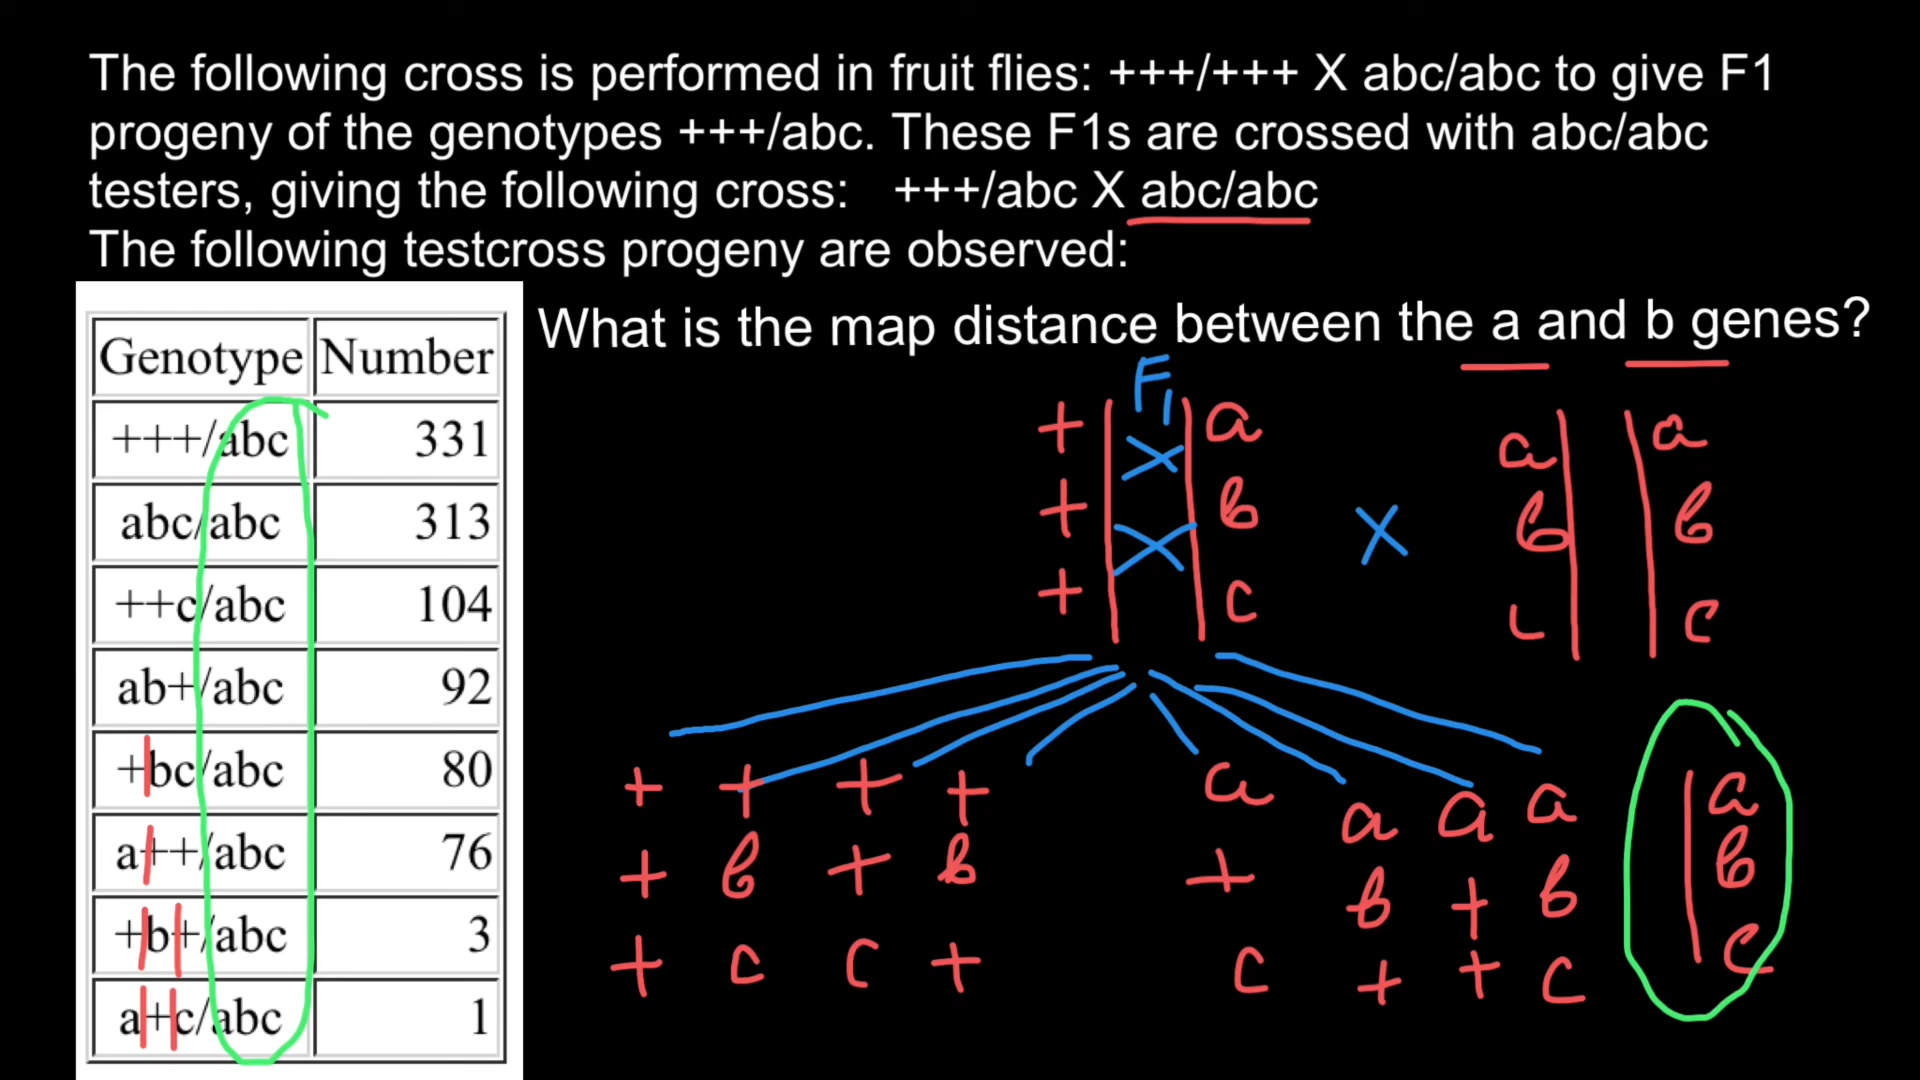 The following cross is performed in fruit flies: +++/+++ X abc/abc to give F1
progeny of the genotypes +++/abc. These F1s are crossed with abc/abc
testers, giving the following cross: +++/abc X abc/abc
The following testcross progeny are observed:
What is the map distance between the a and b genes?
Genotype Number
+++/abc 331
abc/abc 313
++c/abc 104
ab+/abc 92
+bc/abc 80
a++/abc 76
+b+/abc 3
a+c/abc 1
F1
+ a a a
+ b X b b
+ c c c
+ + + + a a a a a
+ b + b + b + b b
+ c c + c + + c c